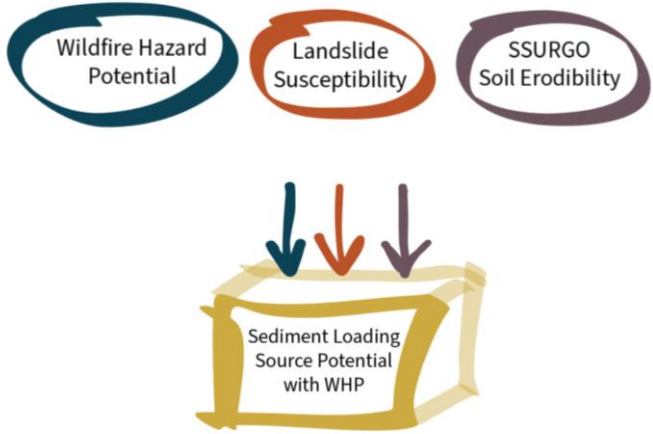 Wildfire Hazard
Potential
Landslide
Susceptibility
SSURGO
Soil Erodibility
Sediment Loading
Source Potential
with WHP